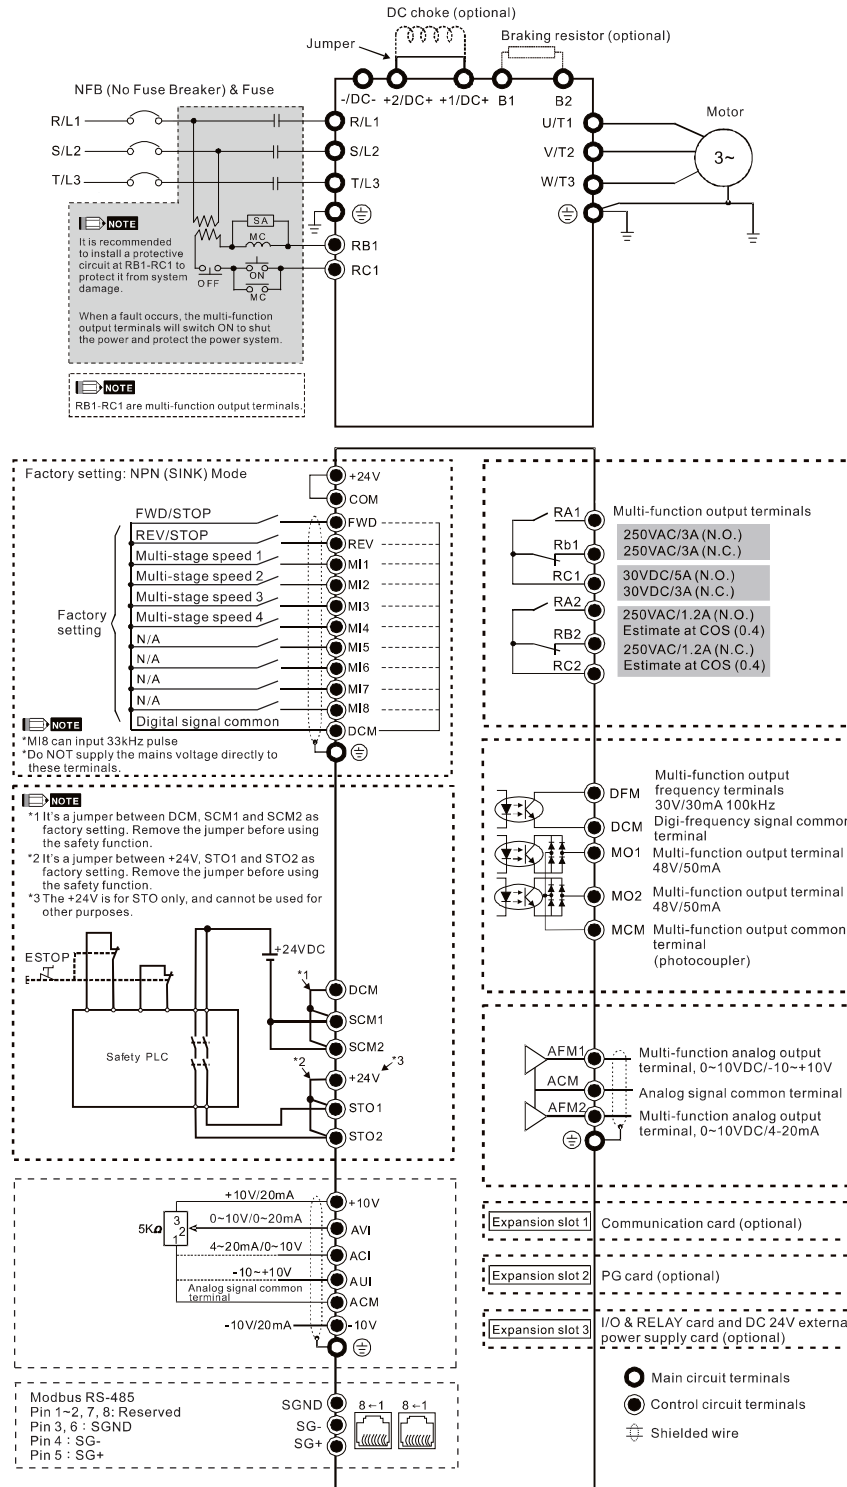 DC choke (optional)
Jumper
Braking resistor (optional)
NFB (No Fuse Breaker) & Fuse
-/DC- +2/DC+ +1/DC+ B1 B2
Motor
R/L1 R/L1 U/T1
S/L2 S/L2 V/T2 3~
T/L3 T/L3 W/T3
NOTE
It is recommended
to install a protective
circuit at RB1-RC1 to
protect it from system
damage.
SA
MC
RB1
ON
OFF
RC1
MC
When a fault occurs, the multi-function
output terminals will switch ON to shut
the power and protect the power system.
NOTE
RB1-RC1 are multi-function output terminals.
Factory setting: NPN (SINK) Mode
+24V
COM
FWD/STOP FWD
REV/STOP REV
Multi-stage speed 1 MI1
Multi-stage speed 2 MI2
Multi-stage speed 3 MI3
Multi-stage speed 4 MI4
Factory
setting
N/A MI5
N/A MI6
N/A MI7
N/A MI8
Digital signal common DCM
NOTE
*MI8 can input 33kHz pulse
*Do NOT supply the mains voltage directly to
these terminals.
RA1 Multi-function output terminals
250VAC/3A (N.O.)
250VAC/3A (N.C.)
Rb1
RC1 30VDC/5A (N.O.)
30VDC/3A (N.C.)
RA2 250VAC/1.2A (N.O.)
Estimate at COS (0.4)
RB2 250VAC/1.2A (N.C.)
RC2 Estimate at COS (0.4)
NOTE
*1 It's a jumper between DCM, SCM1 and SCM2 as
factory setting. Remove the jumper before using
the safety function.
*2 It's a jumper between +24V, STO1 and STO2 as
factory setting. Remove the jumper before using
the safety function.
*3 The +24V is for STO only, and cannot be used for
other purposes.
ESTOP
+24VDC
*1
DCM
SCM1
SCM2
Safety PLC
*2
*3
+24V
STO1
STO2
DFM Multi-function output
frequency terminals
30V/30mA 100kHz
DCM Digi-frequency signal common
terminal
MO1 Multi-function output terminal
48V/50mA
MO2 Multi-function output terminal
48V/50mA
MCM Multi-function output common
terminal
(photocoupler)
AFM1 Multi-function analog output
terminal, 0~10VDC/-10~+10V
ACM Analog signal common terminal
AFM2 Multi-function analog output
terminal, 0~10VDC/4-20mA
+10V/20mA +10V
5KΩ 3 2 1
0~10V/0~20mA AVI
4~20mA/0~10V ACI
-10~+10V AUI
Analog signal common
terminal
ACM
-10V/20mA -10V
Expansion slot 1 Communication card (optional)
Expansion slot 2 PG card (optional)
Expansion slot 3 I/O & RELAY card and DC 24V externa
power supply card (optional)
Main circuit terminals
Control circuit terminals
Shielded wire
Modbus RS-485
Pin 1~2, 7, 8: Reserved
Pin 3, 6 : SGND
Pin 4 : SG-
Pin 5 : SG+
SGND 8←1 8←1
SG-
SG+